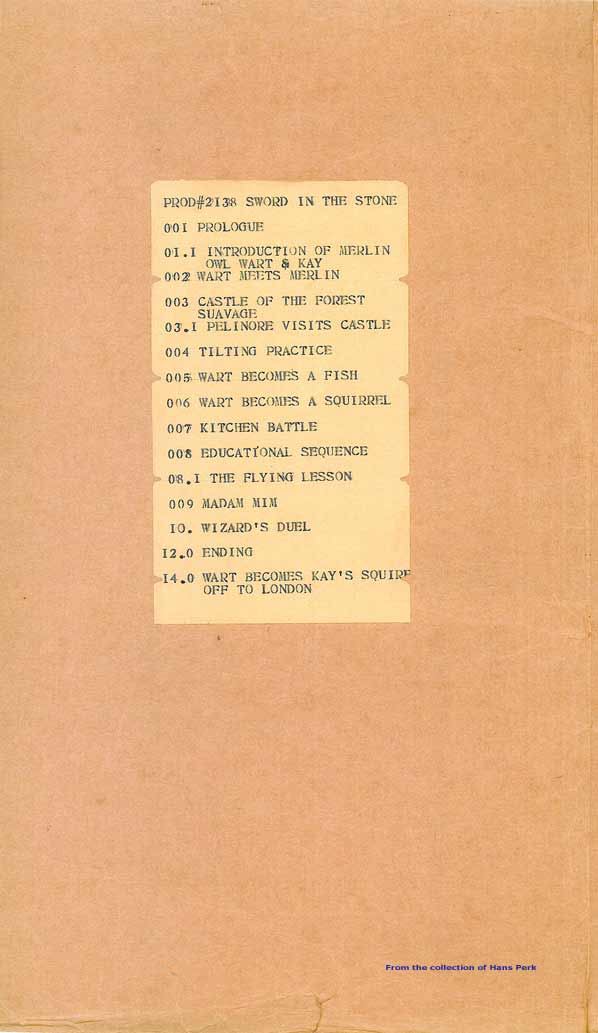 PROD#2138 SWORD IN THE STONE
001 PROLOGUE
01.1 INTRODUCTION OF MERLIN
OWL WART & KAY
002 WART MEETS MERLIN
003 CASTLE OF THE FOREST
SUAVAGE
03.1 PELINORE VISITS CASTLE
004 TILTING PRACTICE
005 WART BECOMES A FISH
006 WART BECOMES A SQUIRREL
007 KITCHEN BATTLE
008 EDUCATIONAL SEQUENCE
08.1 THE FLYING LESSON
009 MADAM MIM
10. WIZARD'S DUEL
12.0 ENDING
14.0 WART BECOMES KAY'S SQUIRE
OFF TO LONDON
From the collection of Hans Perk